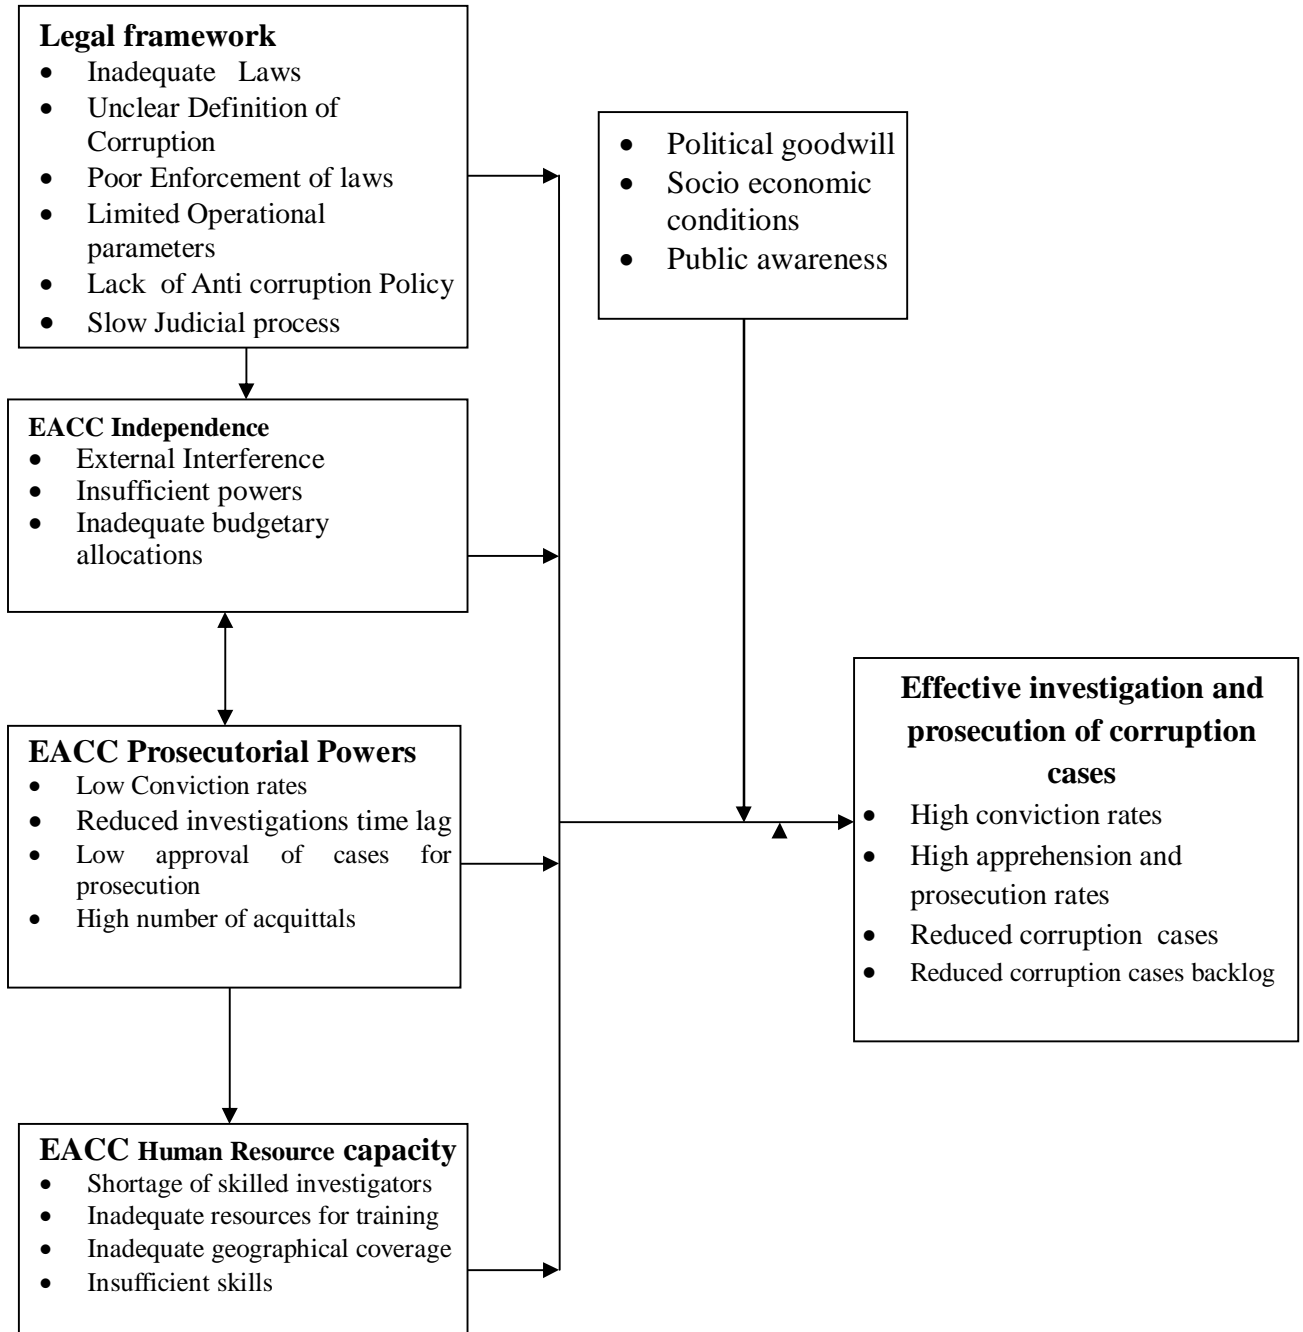 Legal framework
• Inadequate Laws
• Unclear Definition of
Corruption
• Poor Enforcement of laws
• Limited Operational
parameters
• Lack of Anti corruption Policy
• Slow Judicial process
• Political goodwill
• Socio economic
conditions
• Public awareness
EACC Independence
• External Interference
• Insufficient powers
• Inadequate budgetary
allocations
EACC Prosecutorial Powers
• Low Conviction rates
• Reduced investigations time lag
• Low approval of cases for
prosecution
• High number of acquittals
Effective investigation and
prosecution of corruption
cases
• High conviction rates
• High apprehension and
prosecution rates
• Reduced corruption cases
• Reduced corruption cases backlog
EACC Human Resource capacity
• Shortage of skilled investigators
• Inadequate resources for training
• Inadequate geographical coverage
• Insufficient skills